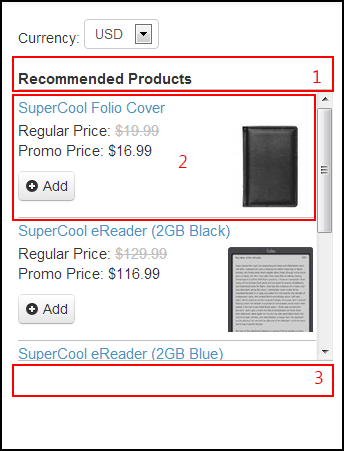 Currency: USD
Recommended Products 1
SuperCool Folio Cover
Regular Price: $19.99
Promo Price: $16.99
2
Add
SuperCool eReader (2GB Black)
Regular Price: $129.99
Promo Price: $116.99
Add
SuperCool eReader (2GB Blue)
3